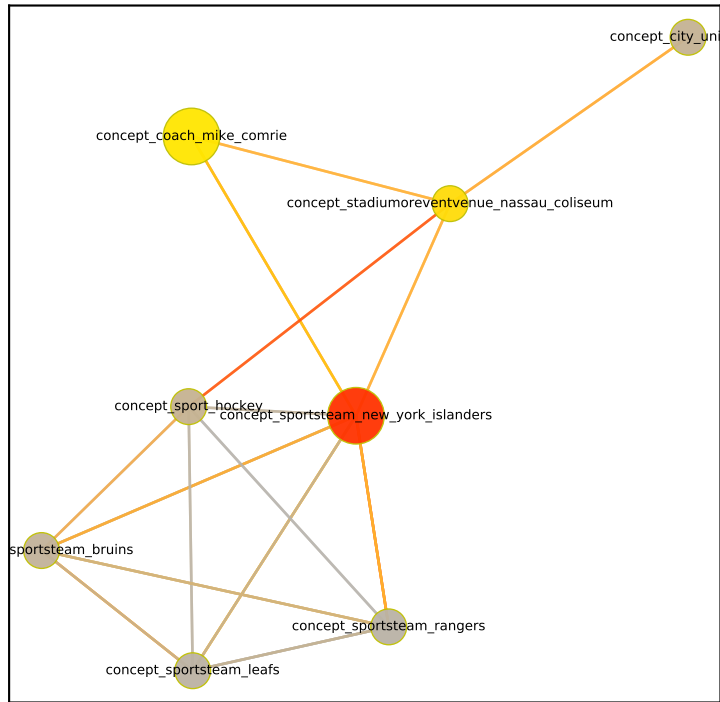 concept_city_uni
concept_coach_mike_comrie
concept_stadiumoreventvenue_nassau_coliseum
concept_sport_hockey
concept_sportsteam_new_york_islanders
sportsteam_bruins
concept_sportsteam_rangers
concept_sportsteam_leafs